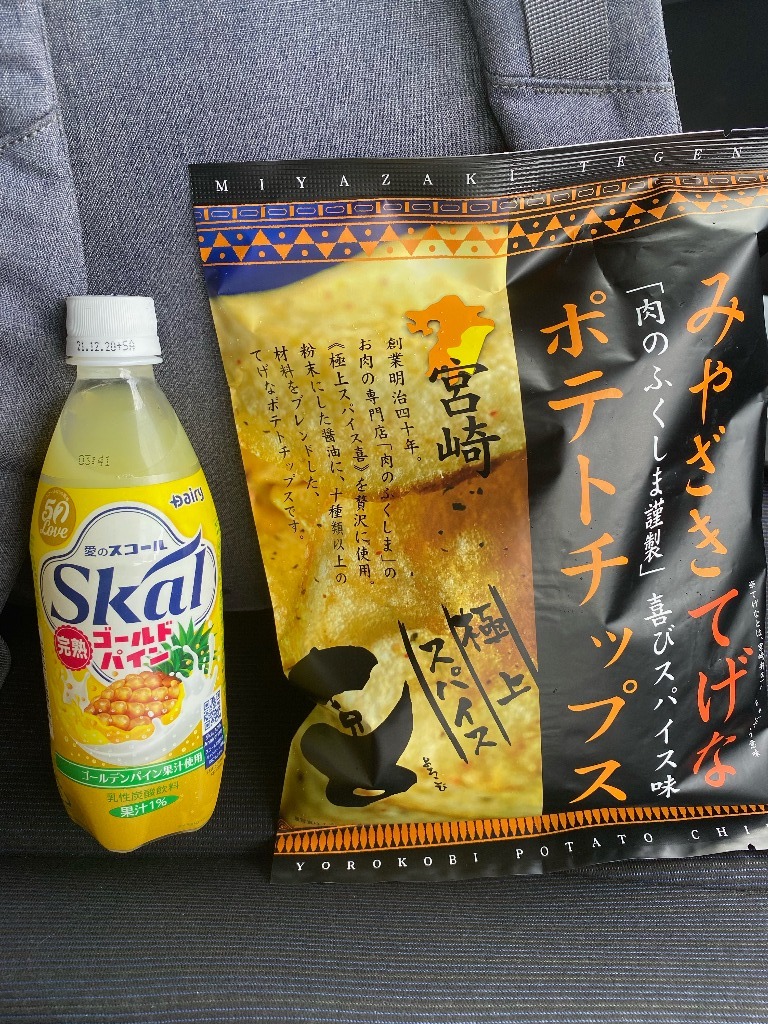 21.12.20+SA
03:41
Dairy
50
Love
愛のスコール
Skal
完熟
ゴールド
パイン
ゴールデンパイン果汁使用
乳性炭酸飲料
果汁1%
MIYAZAKI TEGEN
みやざきてげな
「肉のふくしま謹製」喜びスパイス味
ポテトチップス
宮崎
創業明治四十年。
お肉の専門店「肉のふくしま」の
《極上スパイス喜》を贅沢に使用。
粉末にした醤油に、十種類以上の
材料をブレンドした、
てげなポテトチップスです。
極上
スパイス
よろこび
YOROKOBI POTATO CHI